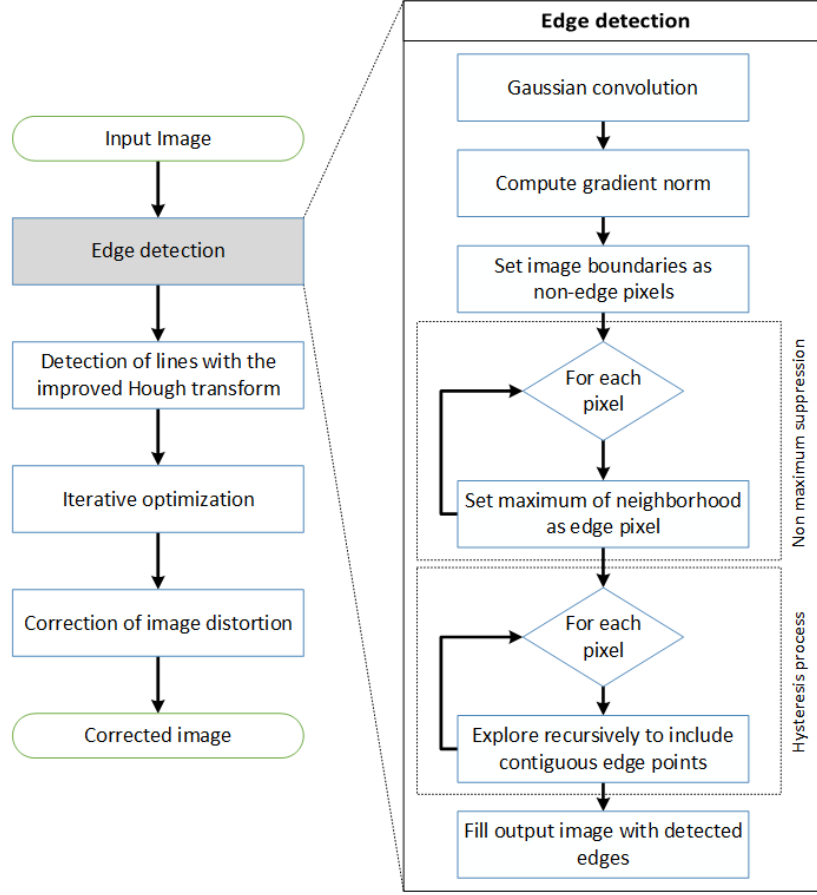 Input Image
Edge detection
Detection of lines with the
improved Hough transform
Iterative optimization
Correction of image distortion
Corrected image
Edge detection
Gaussian convolution
Compute gradient norm
Set image boundaries as
non-edge pixels
For each
pixel
Set maximum of neighborhood
as edge pixel
Non maximum suppression
For each
pixel
Explore recursively to include
contiguous edge points
Hysteresis process
Fill output image with detected
edges